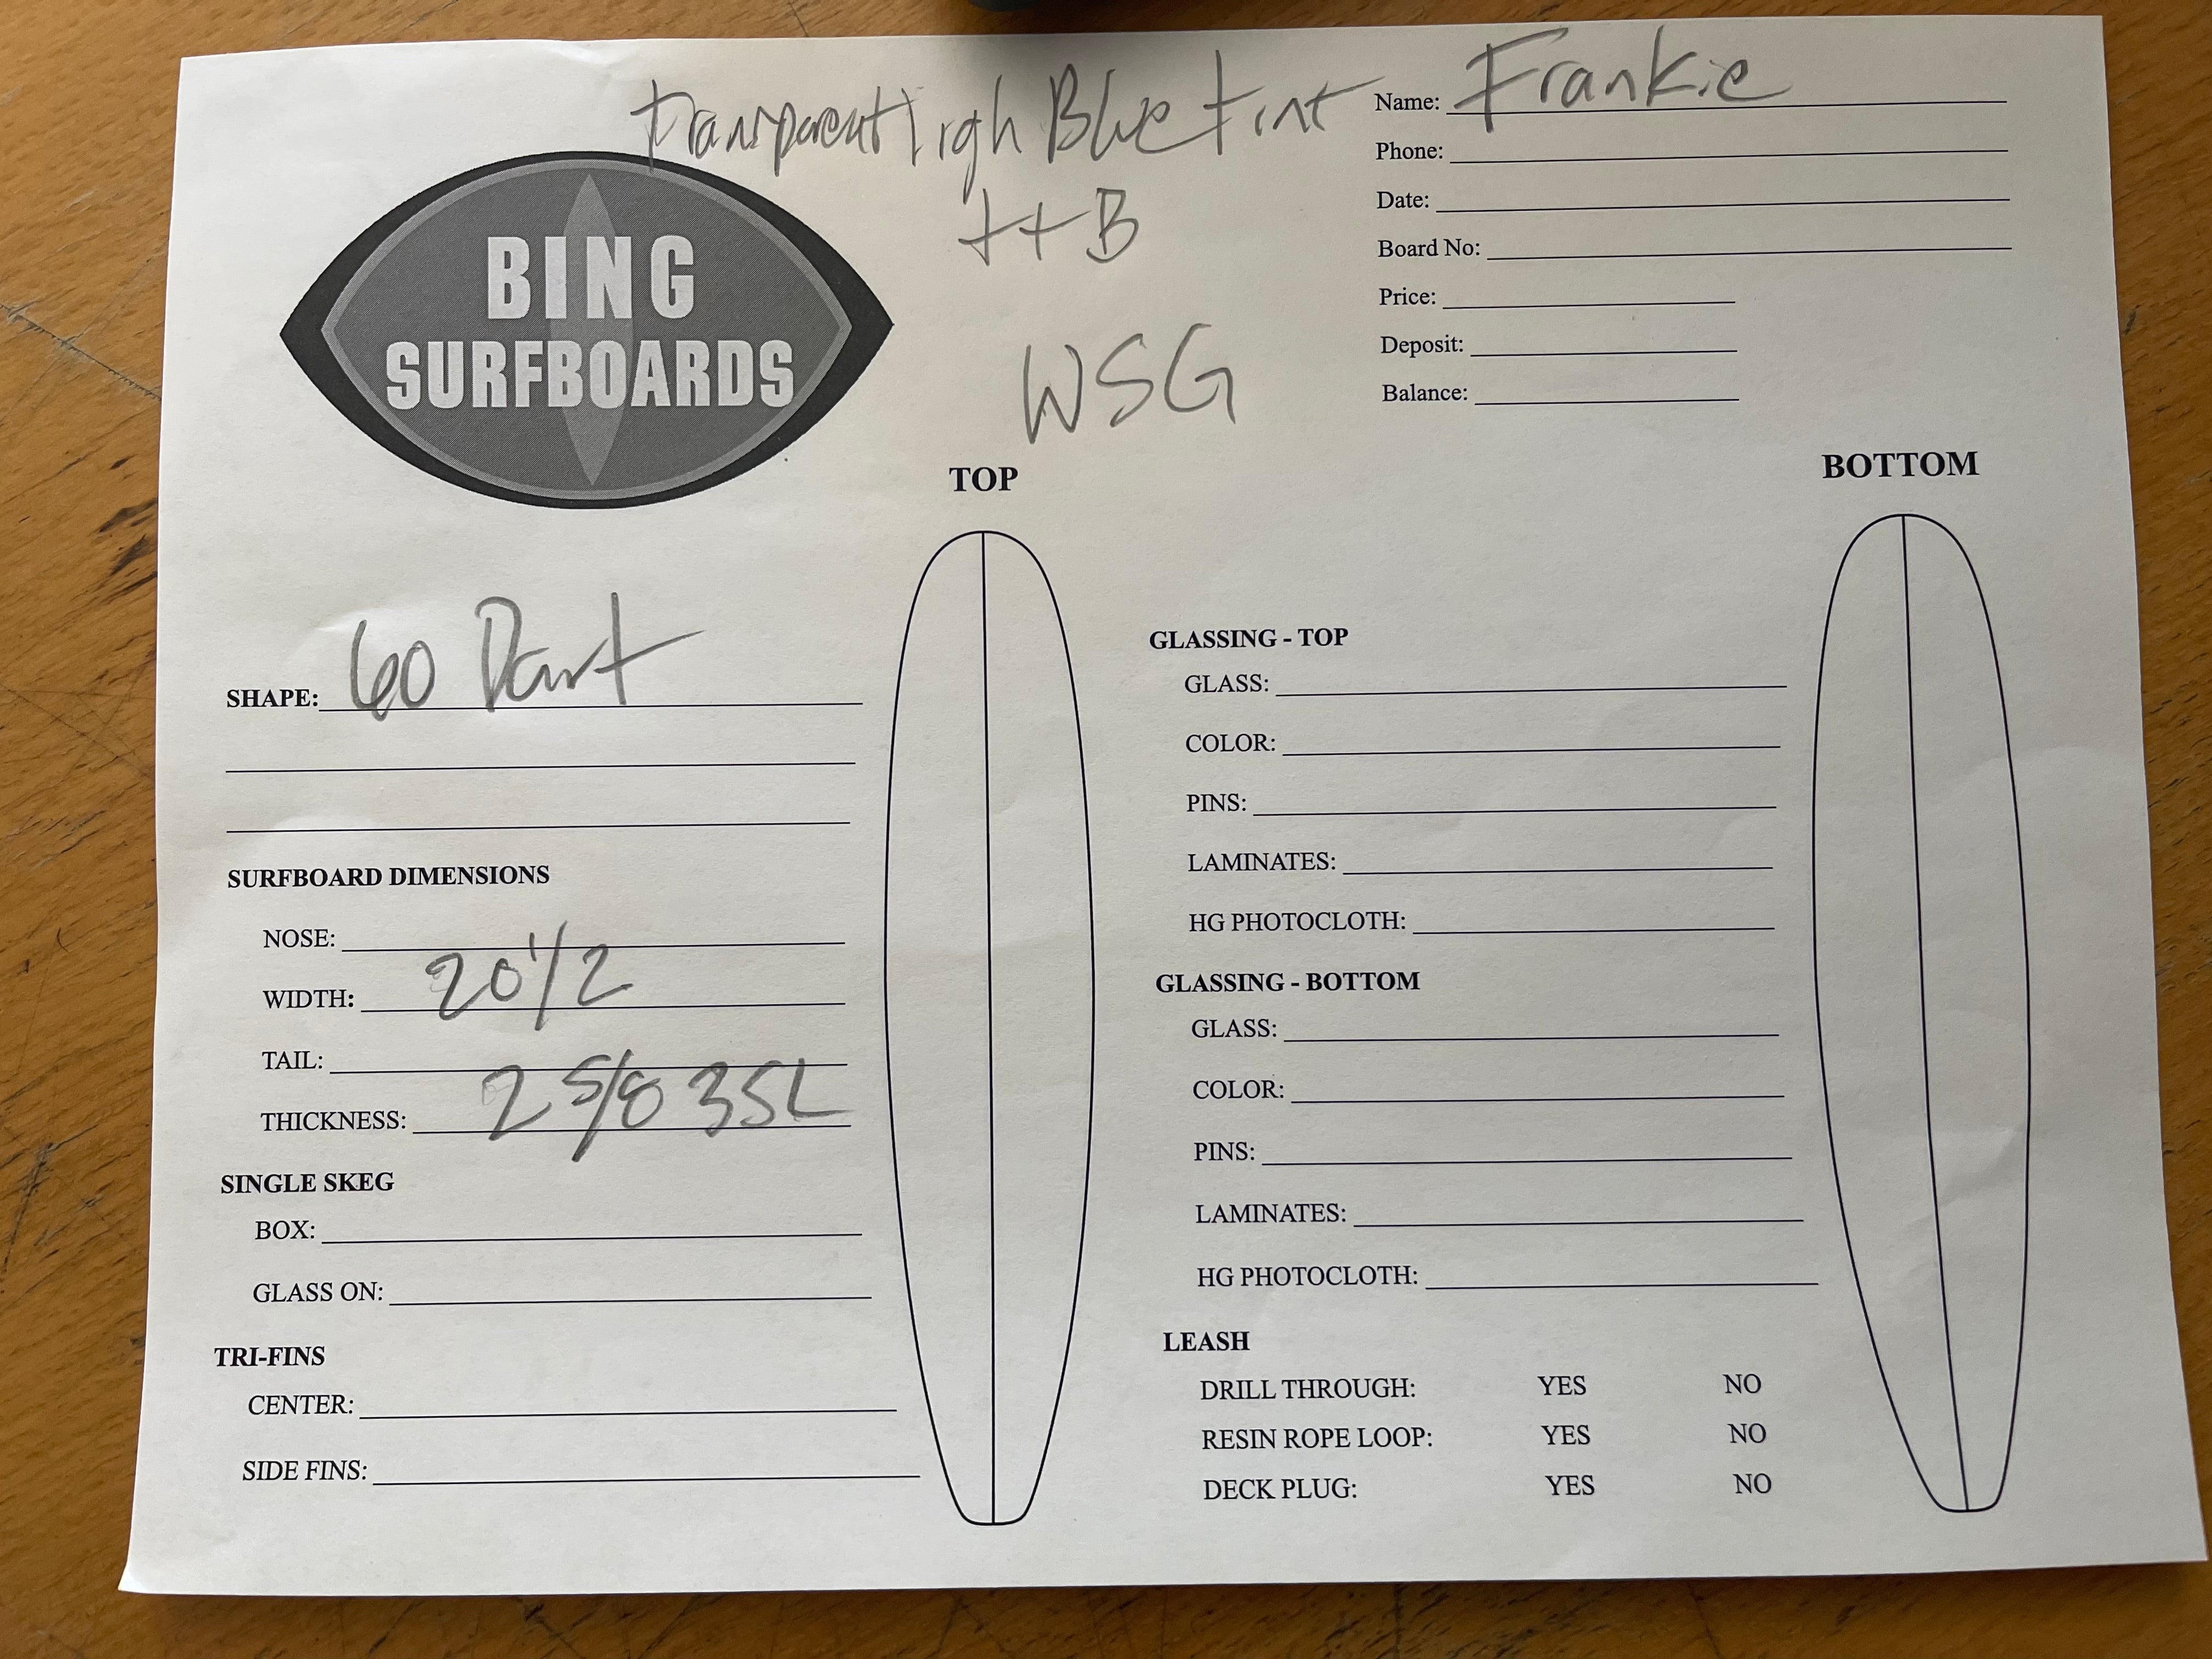 transparent ligh Blue tint
t + B
WSG
BING
SURFBOARDS
Name: Frankie
Phone:
Date:
Board No:
Price:
Deposit:
Balance:
TOP
BOTTOM
SHAPE: 60 Dart
SURFBOARD DIMENSIONS
NOSE:
WIDTH: 20 1/2
TAIL:
THICKNESS: 2 5/8 35L
SINGLE SKEG
BOX:
GLASS ON:
TRI-FINS
CENTER:
SIDE FINS:
GLASSING - TOP
GLASS:
COLOR:
PINS:
LAMINATES:
HG PHOTOCLOTH:
GLASSING - BOTTOM
GLASS:
COLOR:
PINS:
LAMINATES:
HG PHOTOCLOTH:
LEASH
DRILL THROUGH: YES NO
RESIN ROPE LOOP: YES NO
DECK PLUG: YES NO